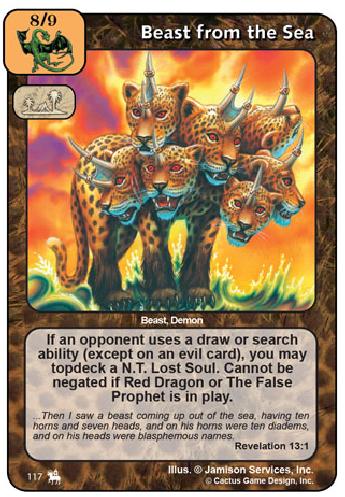 8/9
Beast from the Sea
Beast, Demon
If an opponent uses a draw or search
ability (except on an evil card), you may
topdeck a N.T. Lost Soul. Cannot be
negated if Red Dragon or The False
Prophet is in play.
...Then I saw a beast coming up out of the sea, having ten
horns and seven heads, and on his horns were ten diadems,
and on his heads were blasphemous names.
Revelation 13:1
117
Illus. © Jamison Services, Inc.
© Cactus Game Design, Inc.